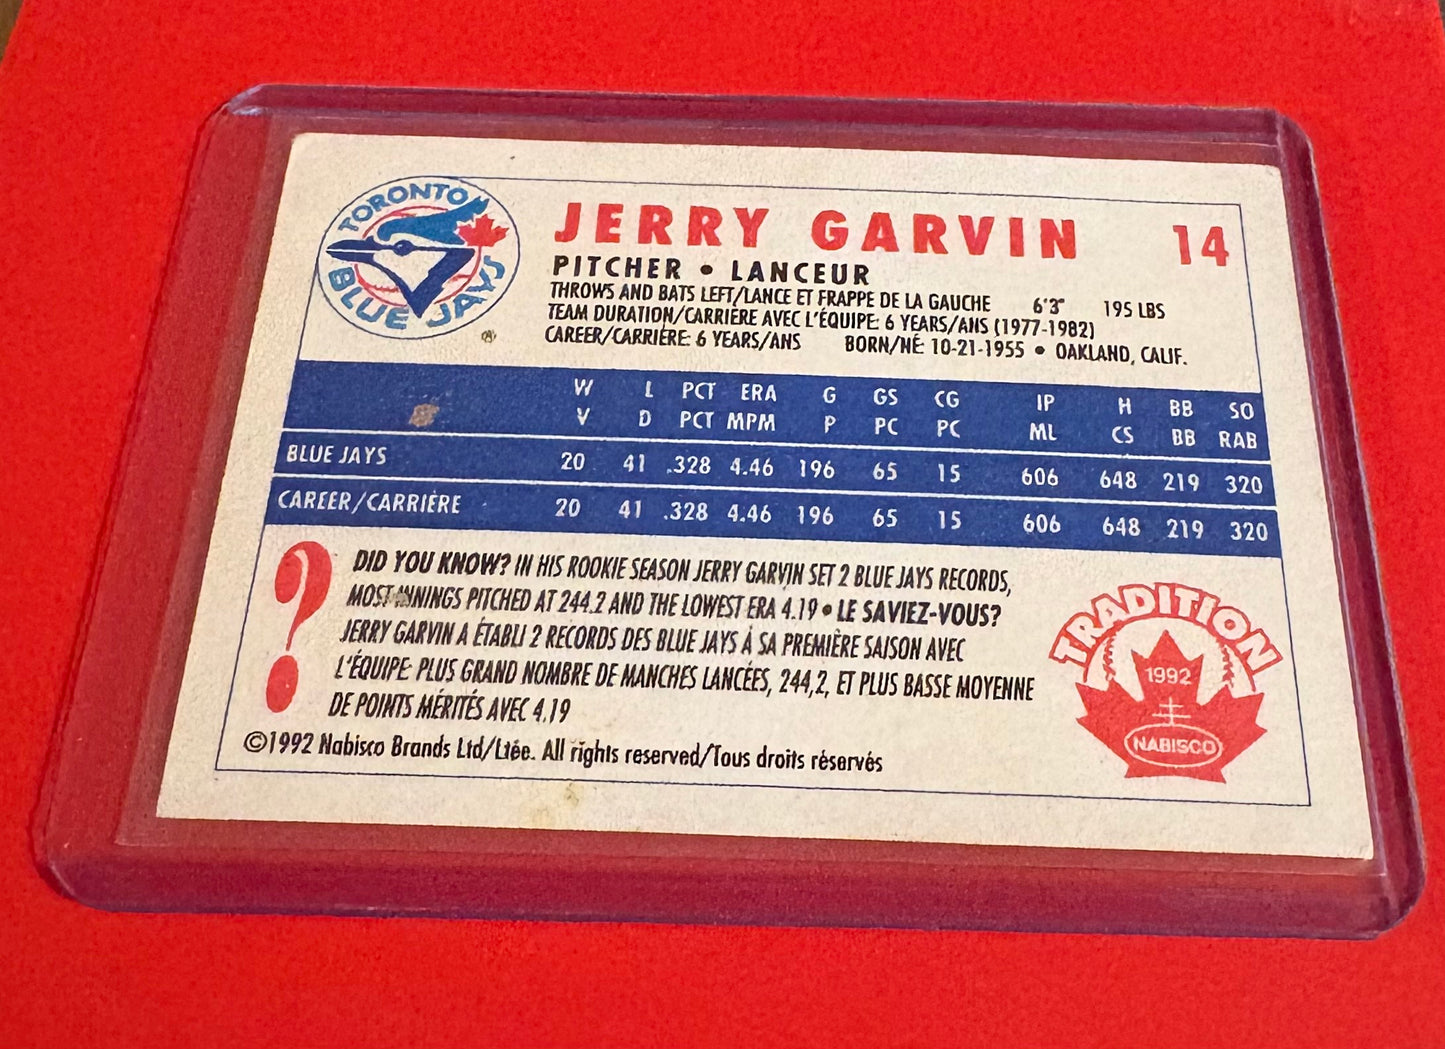 TORONTO
BLUE JAYS
JERRY GARVIN 14
PITCHER • LANCEUR
THROWS AND BATS LEFT/LANCE ET FRAPPE DE LA GAUCHE 6'3" 195 LBS
TEAM DURATION/CARRIÈRE AVEC L'ÉQUIPE: 6 YEARS/ANS (1977-1982)
CAREER/CARRIÈRE: 6 YEARS/ANS BORN/NÉ: 10-21-1955 • OAKLAND, CALIF.
W L PCT ERA G GS CG IP H BB SO
V D PCT MPM P PC PC ML CS BB RAB
BLUE JAYS 20 41 .328 4.46 196 65 15 606 648 219 320
CAREER/CARRIÈRE 20 41 .328 4.46 196 65 15 606 648 219 320
? DID YOU KNOW? IN HIS ROOKIE SEASON JERRY GARVIN SET 2 BLUE JAYS RECORDS,
MOST INNINGS PITCHED AT 244.2 AND THE LOWEST ERA 4.19 • LE SAVIEZ-VOUS?
JERRY GARVIN A ÉTABLI 2 RECORDS DES BLUE JAYS À SA PREMIÈRE SAISON AVEC
L'ÉQUIPE: PLUS GRAND NOMBRE DE MANCHES LANCÉES, 244,2, ET PLUS BASSE MOYENNE
DE POINTS MÉRITÉS AVEC 4.19
©1992 Nabisco Brands Ltd/Ltée. All rights reserved/Tous droits réservés
TRADITION
1992
NABISCO